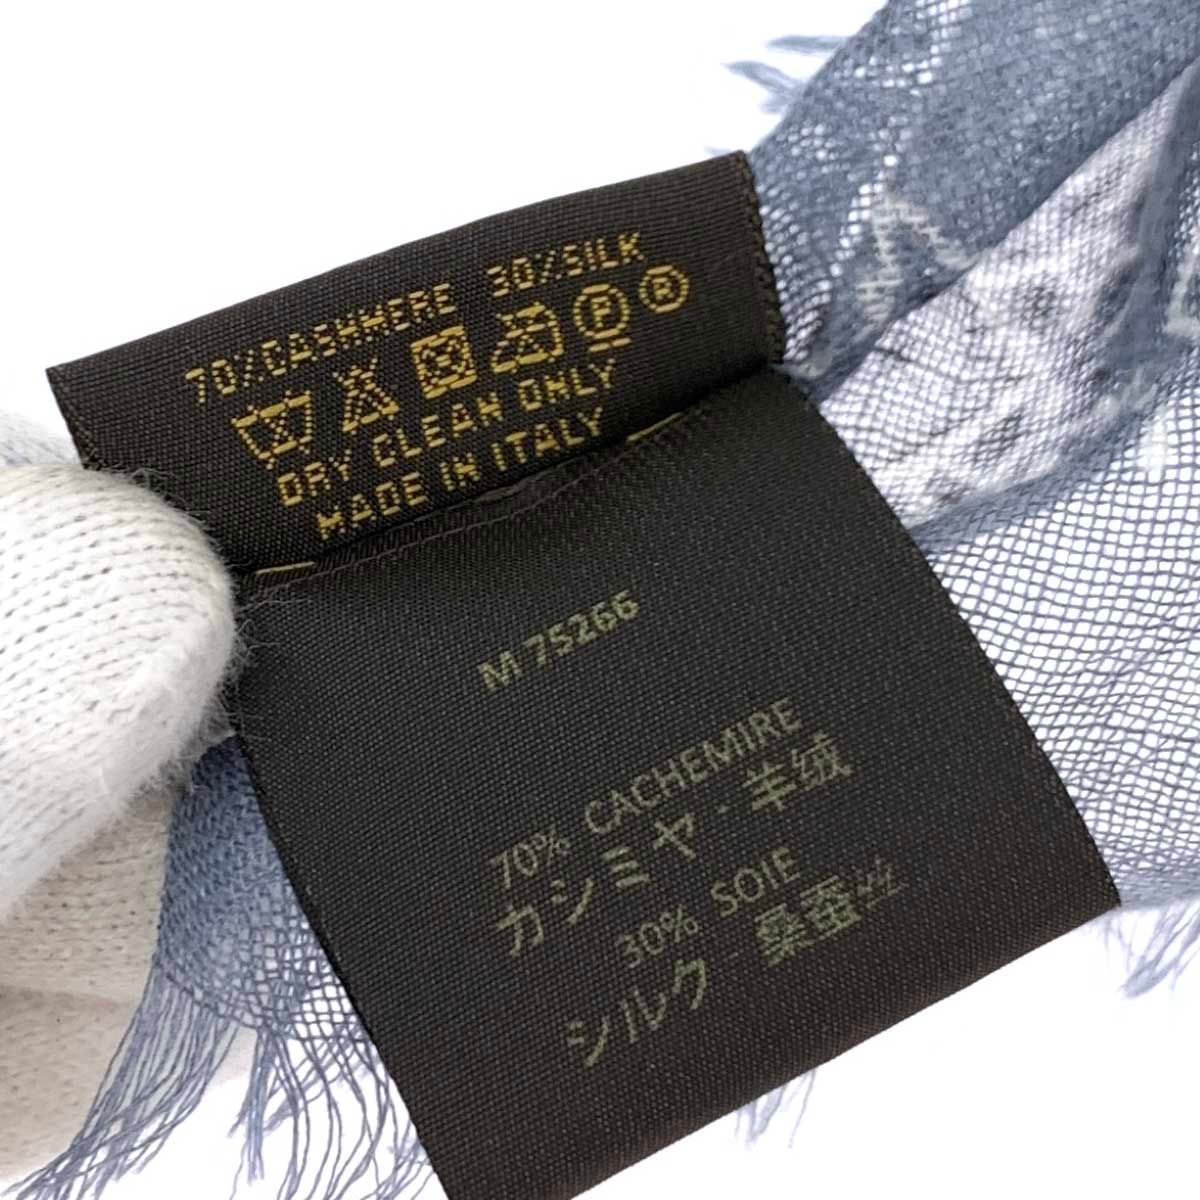 70%CASHMERE 30%SILK
P R
DRY CLEAN ONLY
MADE IN ITALY
M 75266
70% CACHEMIRE
カシミヤ・羊绒
30% SOIE
シルク・桑蚕丝